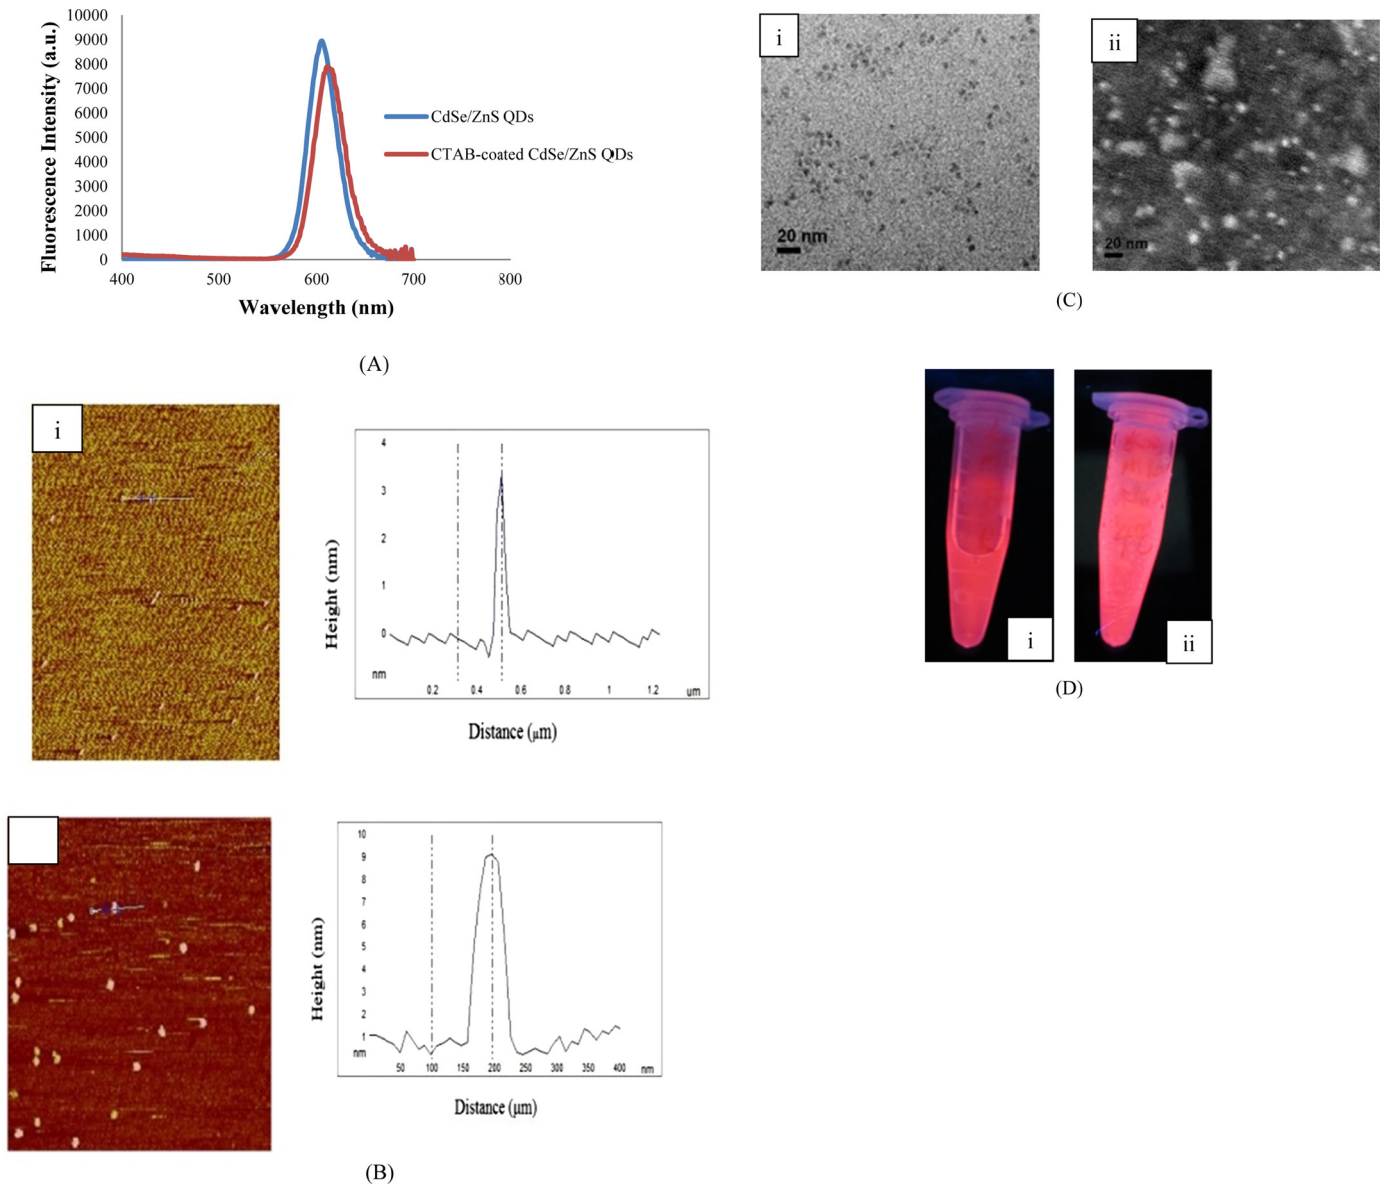 10000
9000
8000
7000
6000
5000
4000
3000
2000
1000
0
400 500 600 700 800
Fluorescence Intensity (a.u.)
Wavelength (nm)
CdSe/ZnS QDs
CTAB-coated CdSe/ZnS QDs
(A)
i
20 nm
ii
20 nm
(C)
i
4
3
2
1
0
nm
0.2 0.4 0.6 0.8 1 1.2 um
Height (nm)
Distance (μm)
10
9
8
7
6
5
4
3
2
1
nm
50 100 150 200 250 300 350 400 nm
Height (nm)
Distance (μm)
(B)
i
ii
(D)